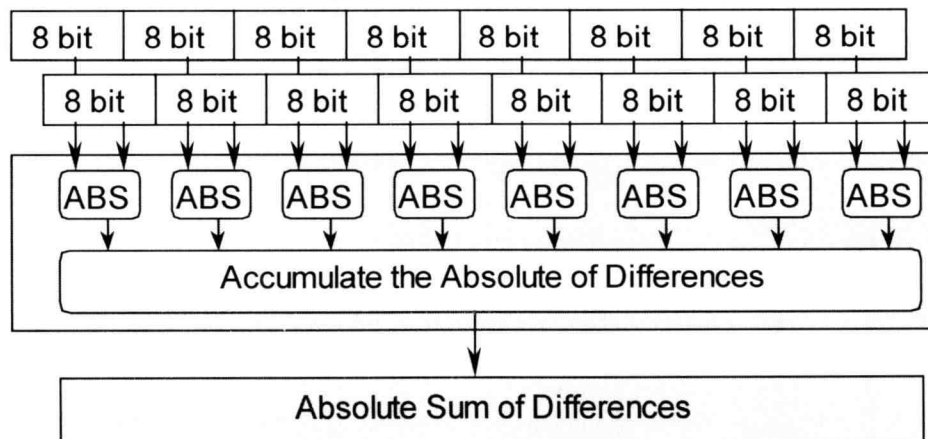 8 bit 8 bit 8 bit 8 bit 8 bit 8 bit 8 bit 8 bit
8 bit 8 bit 8 bit 8 bit 8 bit 8 bit 8 bit 8 bit
ABS ABS ABS ABS ABS ABS ABS ABS
Accumulate the Absolute of Differences
Absolute Sum of Differences